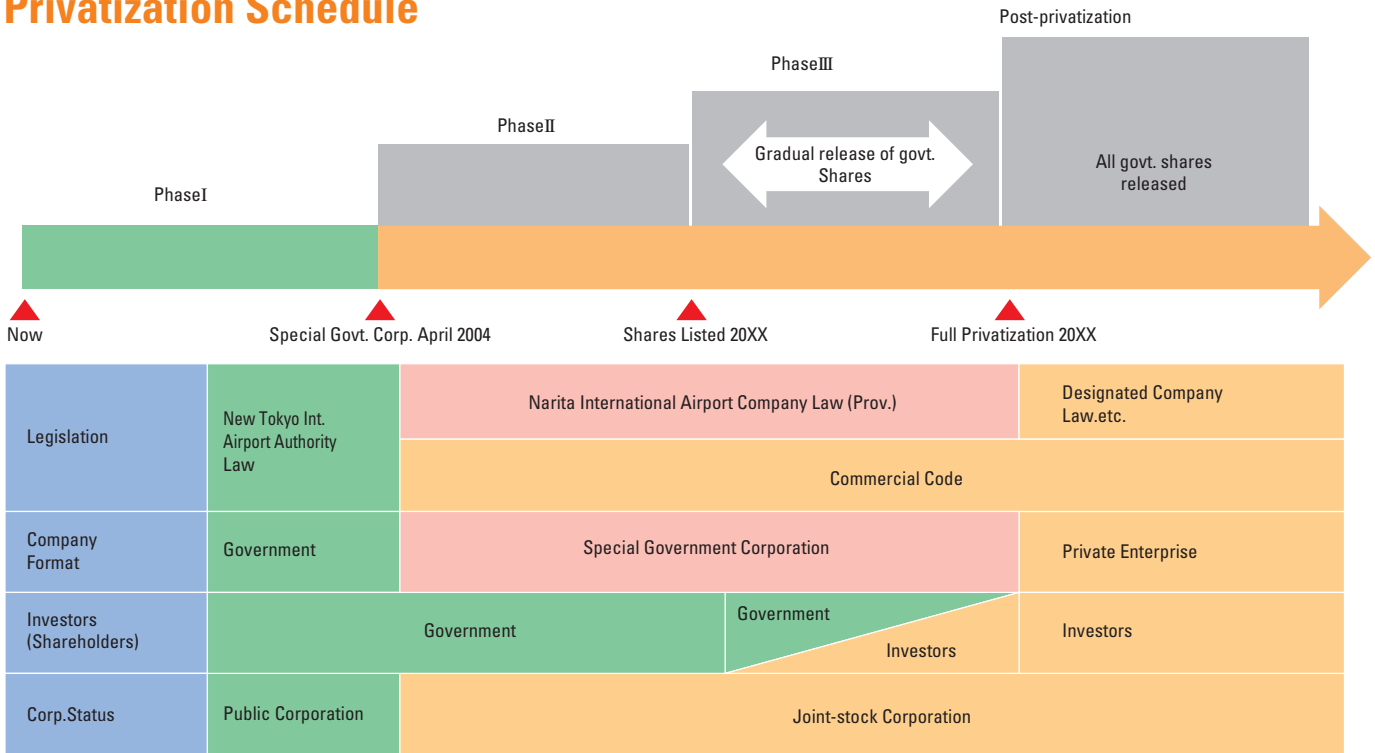 Privatization Schedule
Post-privatization
PhaseⅢ
PhaseⅡ
PhaseⅠ
Gradual release of govt.
Shares
All govt. shares
released
Now
Special Govt. Corp. April 2004
Shares Listed 20XX
Full Privatization 20XX
Legislation
New Tokyo Int.
Airport Authority
Law
Narita International Airport Company Law (Prov.)
Designated Company
Law.etc.
Commercial Code
Company
Format
Government
Special Government Corporation
Private Enterprise
Investors
(Shareholders)
Government
Government
Investors
Investors
Corp.Status
Public Corporation
Joint-stock Corporation